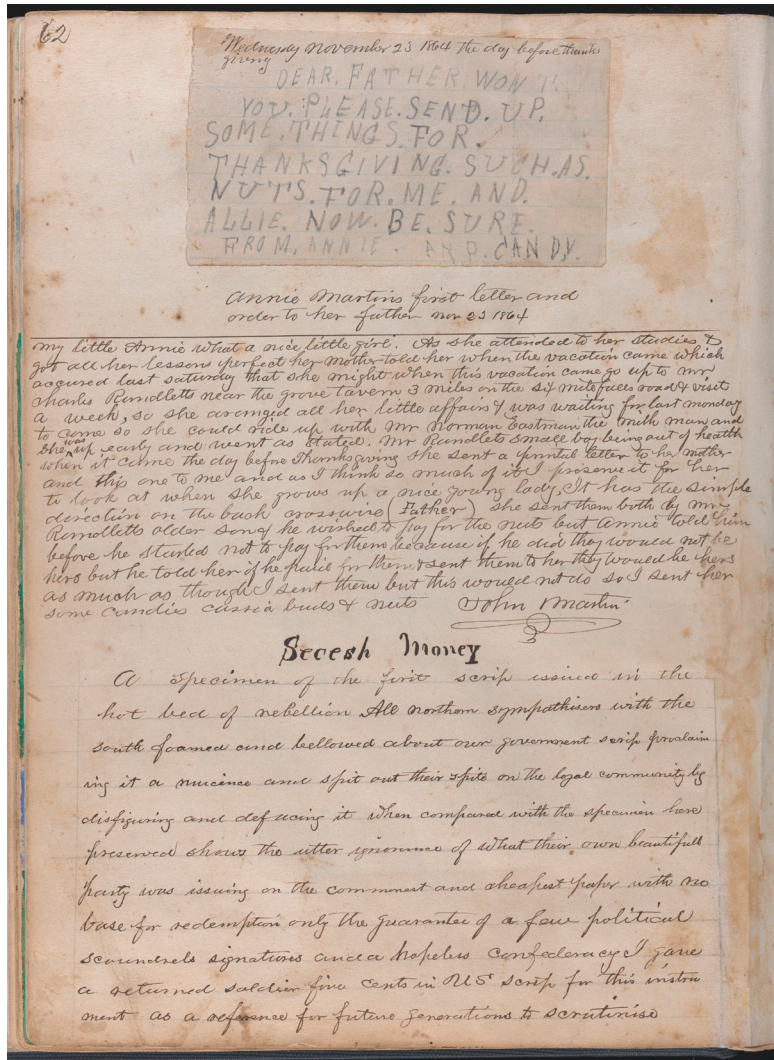 62
Wednesday November 23 1864 the day before thanks
giving
DEAR. FATHER. WON'T.
YOU. PLEASE. SEND. UP.
SOME. THINGS. FOR.
THANKSGIVING. SUCH. AS.
NUTS. FOR. ME. AND.
ALLIE. NOW. BE. SURE.
FROM. ANNIE. AND. CANDY.
Annie Martins first letter and
order to her father nov 23 1864
my little Annie what a nice little girl. As she attended to her studies &
got all her lessons perfect her mother told her when the vacation came which
accured last saturday that she might when this vacation came go up to mr
Charles Rundletts near the grove tavern 3 miles on the six mile falls road & visit
a week, so she arranged all her little affairs & was waiting for last monday
to come so she could ride up with mr Norman Eastman the milk man and
she was up early and went as stated. mr Rundlets small boy being out of health
when it came the day before Thanksgiving she sent a printed letter to her mother
and this one to me and as I think so much of it I preserve it for her
to look at when she grows up a nice young lady, It has the simple
direction on the back crosswire (Father) she sent them both by mr
Rundletts older son & he wished to pay for the nuts but Annie told him
before he started not to pay for them because if he did they would not be
hers but he told her if he paid for them & sent them to her they would be hers
as much as though I sent them but this would not do so I sent her
some candies cassia buds & nuts John Martin
Secesh Money
A specimen of the first scrip issued in the
hot bed of rebellion All northern sympathisers with the
south foamed and bellowed about our government scrip proclaim
ing it a nuicence and spit out their spite on the loyal community by
disfiguring and defacing it when compared with the specimen here
preserved shows the utter ignorance of what their own beautifull
party was issuing on the commonest and cheapest paper with no
base for redemption only the guarantee of a few political
scoundrels signatures and a hopeless confederacy I gave
a returned soldier five cents in US scrip for this instru
ment as a reference for future generations to scrutinise